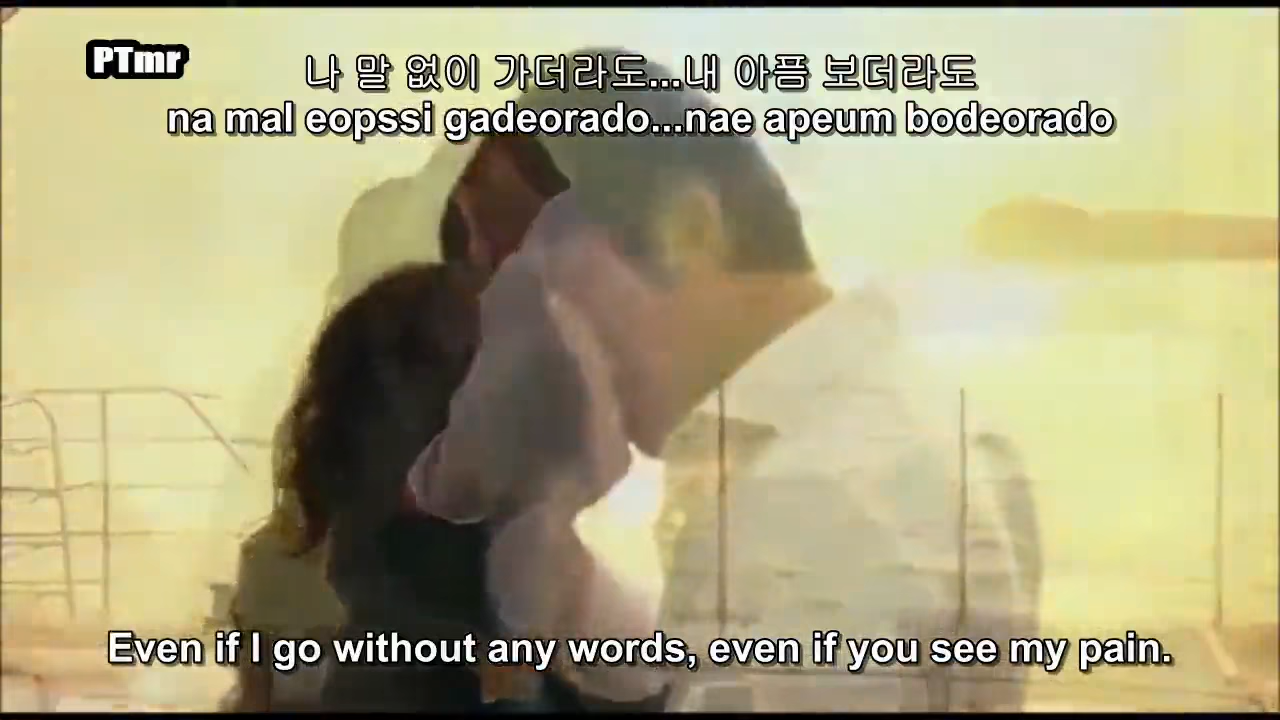 PTmr
나 말 없이 가더라도...내 아픔 보더라도
na mal eopssi gadeorado...nae apeum bodeorado
Even if I go without any words, even if you see my pain.